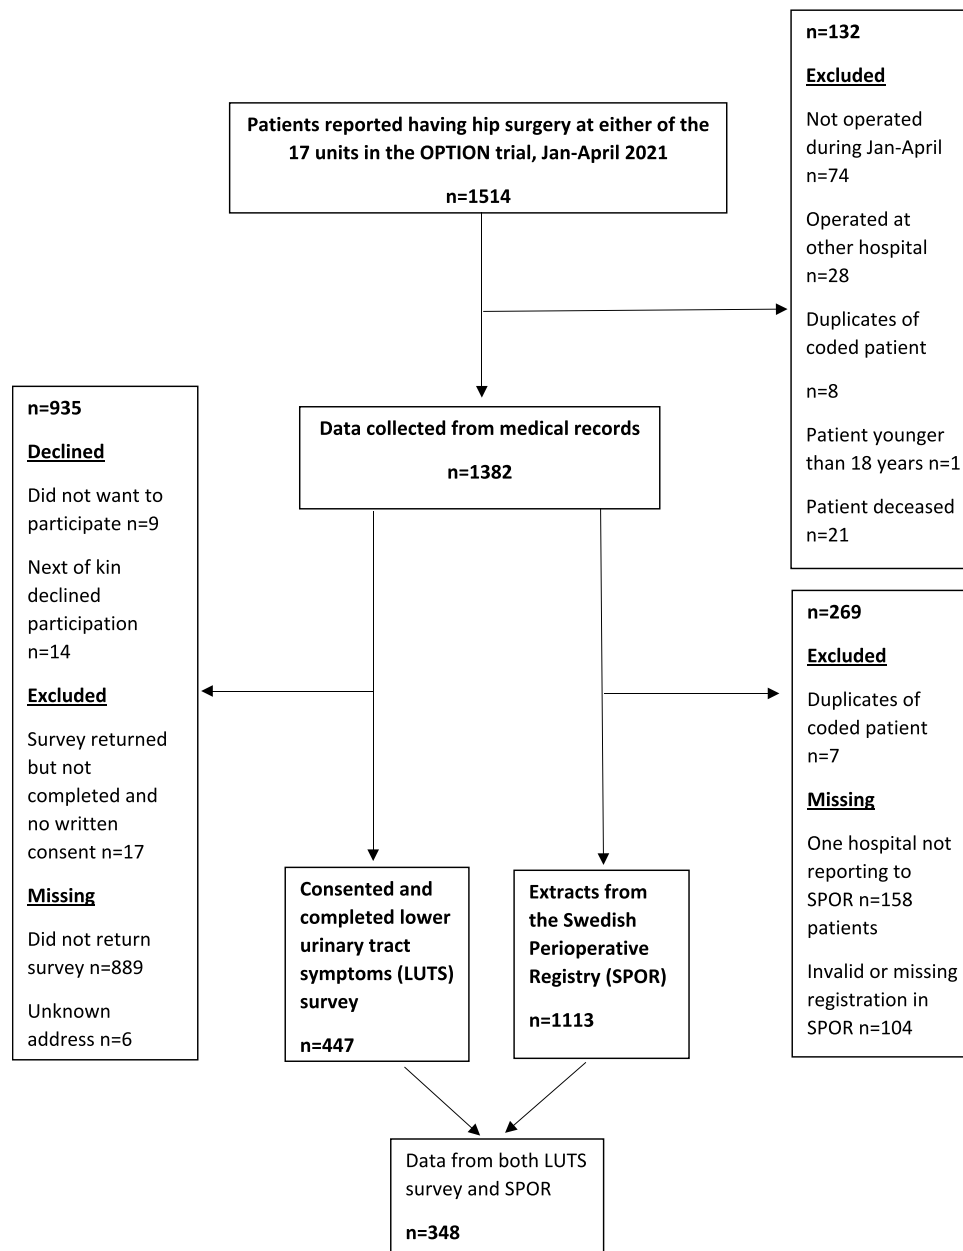 Patients reported having hip surgery at either of the
17 units in the OPTION trial, Jan-April 2021
n=1514
n=132
Excluded
Not operated
during Jan-April
n=74
Operated at
other hospital
n=28
Duplicates of
coded patient
n=8
Patient younger
than 18 years n=1
Patient deceased
n=21
Data collected from medical records
n=1382
n=935
Declined
Did not want to
participate n=9
Next of kin
declined
participation
n=14
Excluded
Survey returned
but not
completed and
no written
consent n=17
Missing
Did not return
survey n=889
Unknown
address n=6
n=269
Excluded
Duplicates of
coded patient
n=7
Missing
One hospital not
reporting to
SPOR n=158
patients
Invalid or missing
registration in
SPOR n=104
Consented and
completed lower
urinary tract
symptoms (LUTS)
survey
n=447
Extracts from
the Swedish
Perioperative
Registry (SPOR)
n=1113
Data from both LUTS
survey and SPOR
n=348